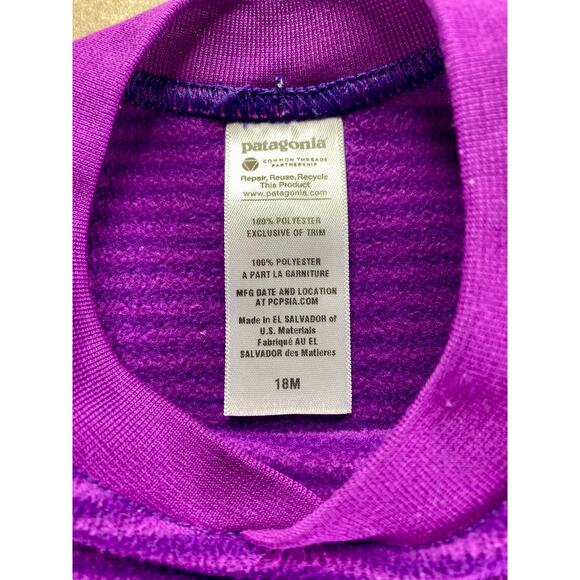 patagonia
COMMON THREADS
PARTNERSHIP
Repair, Reuse, Recycle
This Product
www.patagonia.com
100% POLYESTER
EXCLUSIVE OF TRIM
100% POLYESTER
A PART LA GARNITURE
MFG DATE AND LOCATION
AT PCPSIA.COM
Made in EL SALVADOR of
U.S. Materials
Fabriqué AU EL
SALVADOR des Matieres
18M